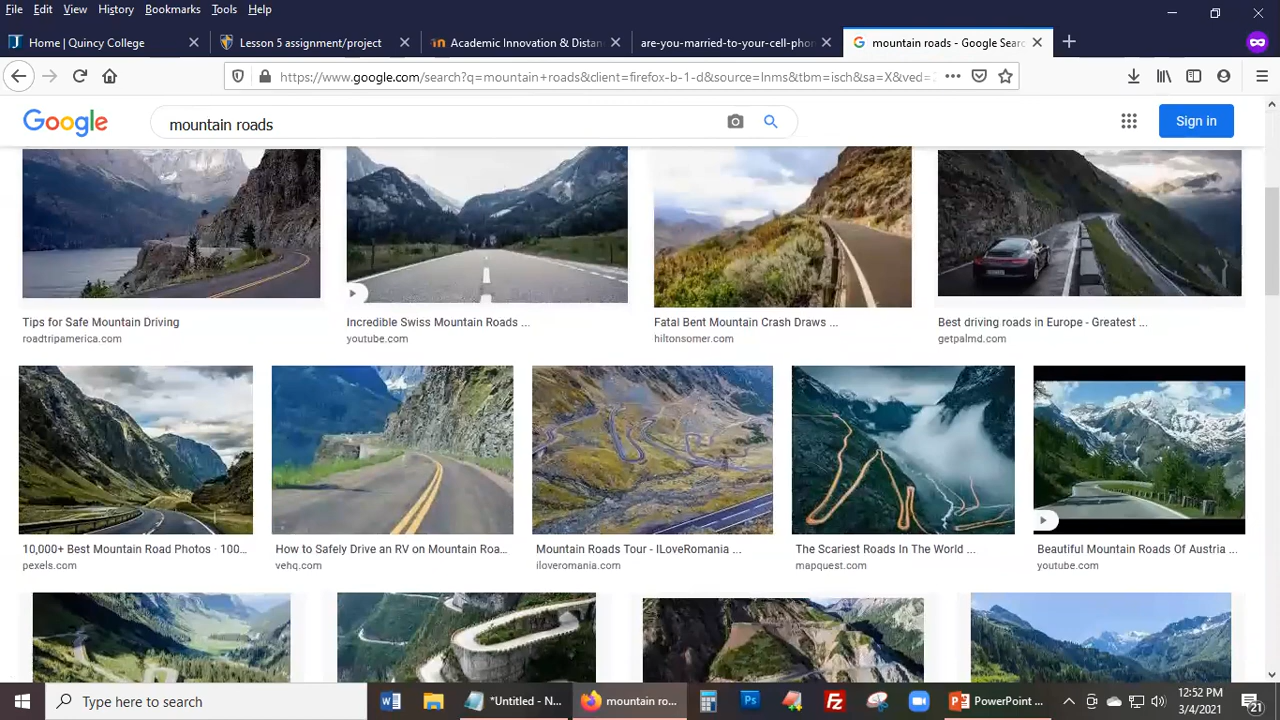 File Edit View History Bookmarks Tools Help
Home | Quincy College
Lesson 5 assignment/project
Academic Innovation & Distan
are-you-married-to-your-cell-phon
mountain roads - Google Searc
https://www.google.com/search?q=mountain+roads&client=firefox-b-1-d&source=lnms&tbm=isch&sa=X&ved=
Google
mountain roads
Sign in
Tips for Safe Mountain Driving
roadtripamerica.com
Incredible Swiss Mountain Roads ...
youtube.com
Fatal Bent Mountain Crash Draws ...
hiltonsomer.com
Best driving roads in Europe - Greatest ...
getpalmd.com
10,000+ Best Mountain Road Photos · 100...
pexels.com
How to Safely Drive an RV on Mountain Roa...
vehq.com
Mountain Roads Tour - ILoveRomania ...
iloveromania.com
The Scariest Roads In The World ...
mapquest.com
Beautiful Mountain Roads Of Austria ...
youtube.com
Type here to search
*Untitled - N...
mountain ro...
PowerPoint ...
12:52 PM
3/4/2021
21